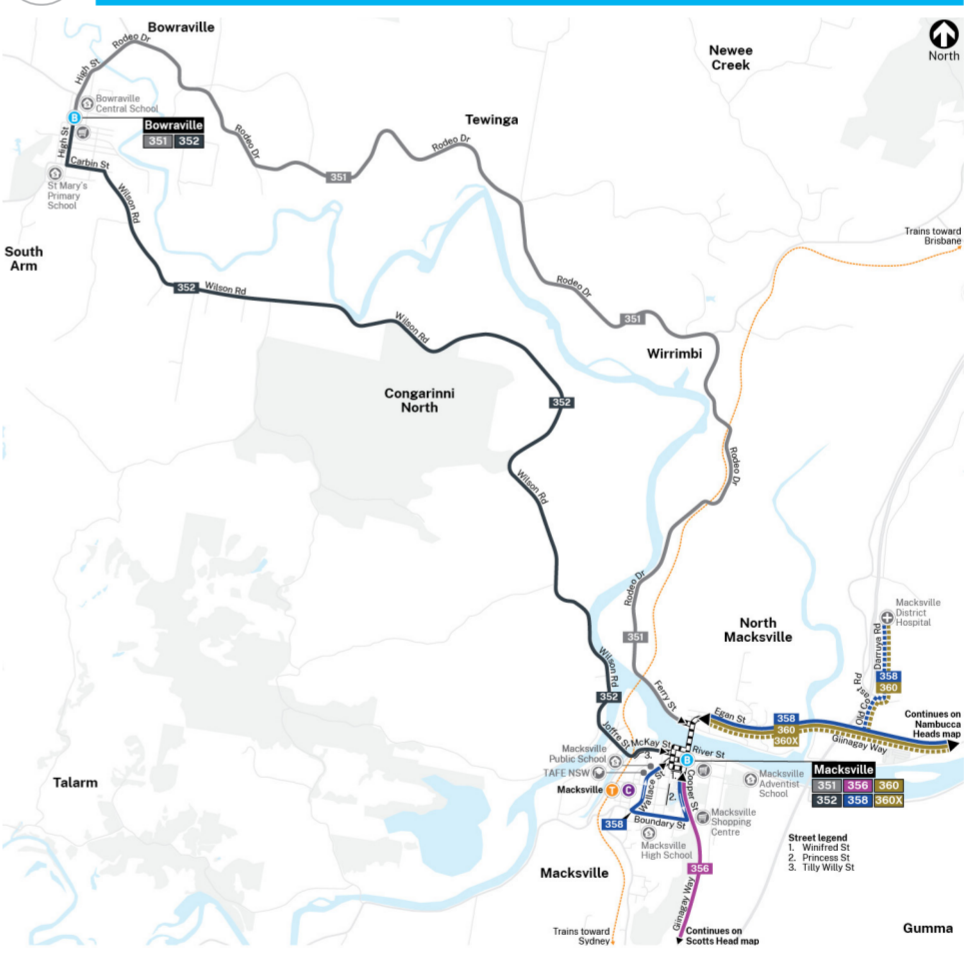 Bowraville
Rodeo Dr
High St
Newee
Creek
North
Bowraville
Central School
B
Bowraville
351 352
High St
Carbin St
St Mary's
Primary
School
Wilson Rd
Rodeo Dr
351
Tewinga
Rodeo Dr
South
Arm
Trains toward
Brisbane
352
Wilson Rd
Rodeo Dr
351
Wilson Rd
Wirrimbi
Congarinni
North
352
Rodeo Dr
Wilson Rd
Rodeo Dr
351
North
Macksville
Macksville
District
Hospital
Darruya Rd
358
360
Old Coast Rd
Wilson Rd
352
Ferry St
Egan St
358
360
360X
Giinagay Way
Continues on
Nambucca
Heads map
Joffre St
McKay St
River St
3.
B
Macksville
351 356 360
352 358 360X
Macksville
Public School
TAFE NSW
Macksville
T
C
Wallace St
1.
2.
Cooper St
358
Boundary St
Macksville
Adventist
School
Macksville
Shopping
Centre
Macksville
High School
Street legend
1. Winifred St
2. Princess St
3. Tilly Willy St
Talarm
Macksville
356
Giinagay Way
Gumma
Trains toward
Sydney
Continues on
Scotts Head map